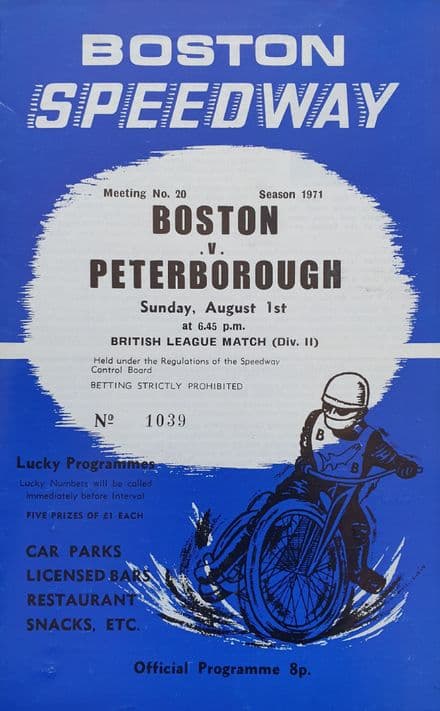 BOSTON
SPEEDWAY
Meeting No. 20 Season 1971
BOSTON
.v.
PETERBOROUGH
Sunday, August 1st
at 6.45 p.m.
BRITISH LEAGUE MATCH (Div. II)
Held under the Regulations of the Speedway
Control Board
BETTING STRICTLY PROHIBITED
Nº 1039
Lucky Programmes
Lucky Numbers will be called
immediately before Interval
FIVE PRIZES OF £1 EACH
CAR PARKS
LICENSED BARS
RESTAURANT
SNACKS, ETC.
B
B
Official Programme 8p.